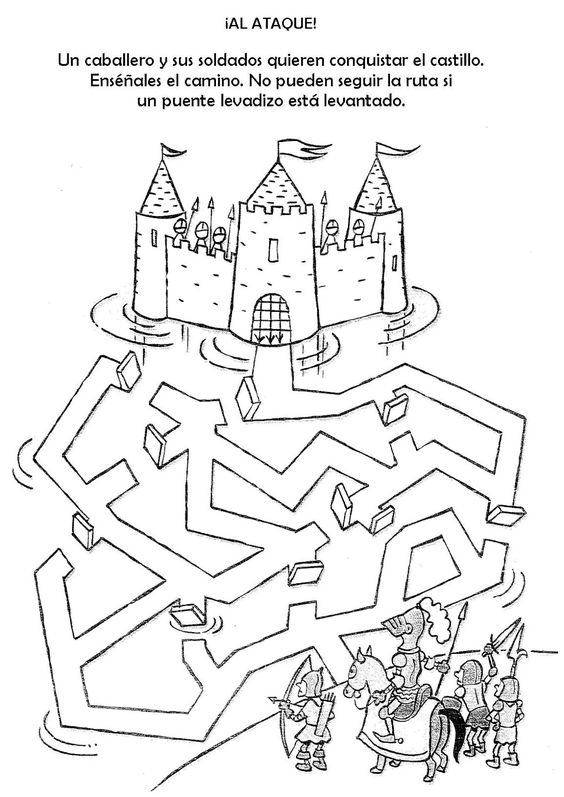 ¡AL ATAQUE!
Un caballero y sus soldados quieren conquistar el castillo.
Enséñales el camino. No pueden seguir la ruta si
un puente levadizo está levantado.